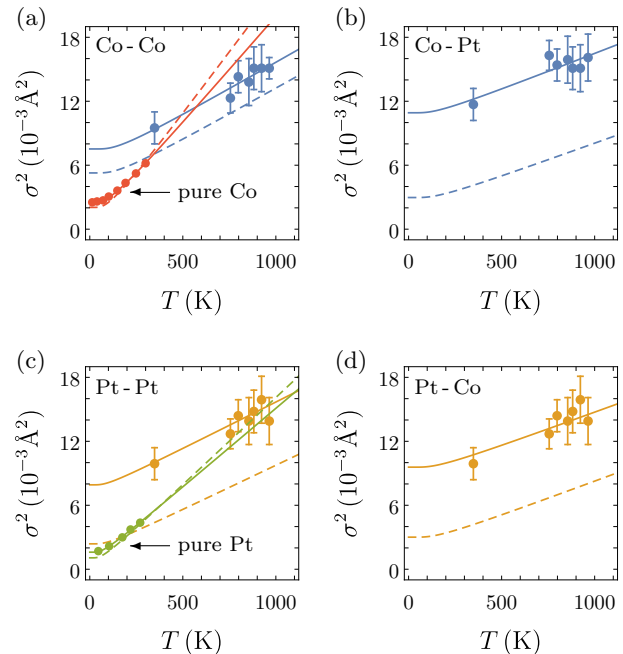 (a)
Co - Co
18
12
6
0
σ² (10⁻³ Å²)
pure Co
0
500
1000
T (K)
(b)
Co - Pt
18
12
6
0
σ² (10⁻³ Å²)
0
500
1000
T (K)
(c)
Pt - Pt
18
12
6
0
σ² (10⁻³ Å²)
pure Pt
0
500
1000
T (K)
(d)
Pt - Co
18
12
6
0
σ² (10⁻³ Å²)
0
500
1000
T (K)